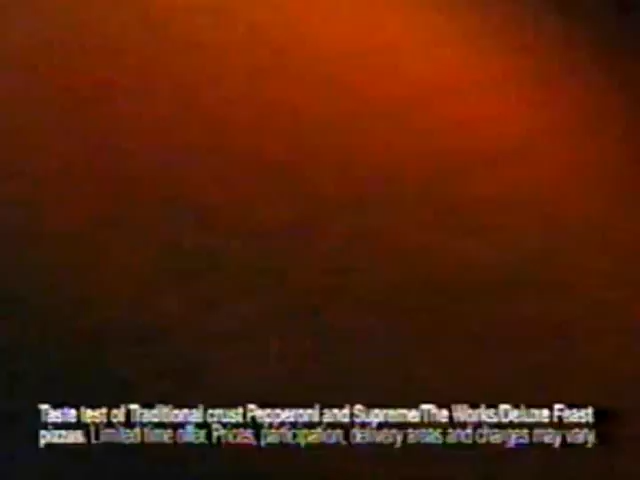 Taste test of Traditional crust Pepperoni and Supreme/The Works/Deluxe Feast
pizzas. Limited time offer. Prices, participation, delivery areas and charges may vary.